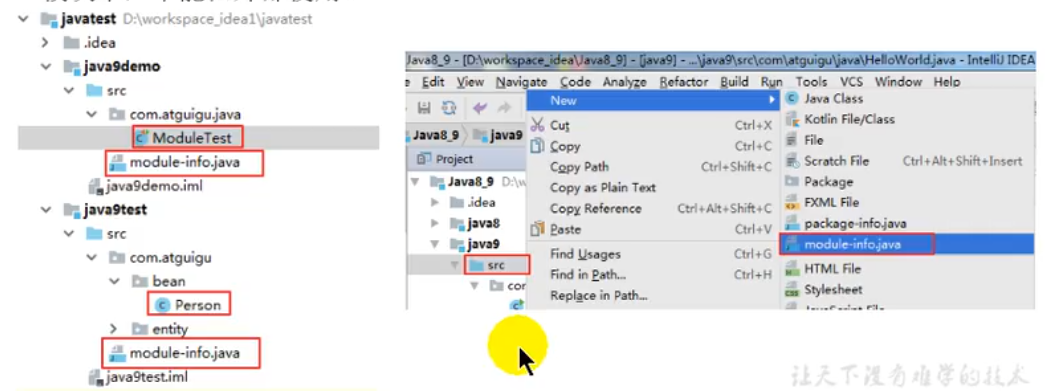 javatest D:\workspace_idea1\javatest
.idea
java9demo
src
com.atguigu.java
ModuleTest
module-info.java
java9demo.iml
java9test
src
com.atguigu
bean
Person
entity
module-info.java
java9test.iml
Java8_9 - [D:\workspace_idea\Java8_9] - [java9] - ...\java9\src\com\atguigu\java\HelloWorld.java - IntelliJ IDEA
Edit View Navigate Code Analyze Refactor Build Run Tools VCS Window Help
Java8_9 java9
Project
Java8_9 D:\w
.idea
java8
java9
src
com
New
Cut Ctrl+X
Copy Ctrl+C
Copy Path Ctrl+Shift+C
Copy as Plain Text
Copy Reference Ctrl+Alt+Shift+C
Paste Ctrl+V
Find Usages Ctrl+G
Find in Path... Ctrl+H
Replace in Path...
Java Class
Kotlin File/Class
File
Scratch File Ctrl+Alt+Shift+Insert
Package
FXML File
package-info.java
module-info.java
HTML File
Stylesheet
JavaScript File
让天下没有难学的技术